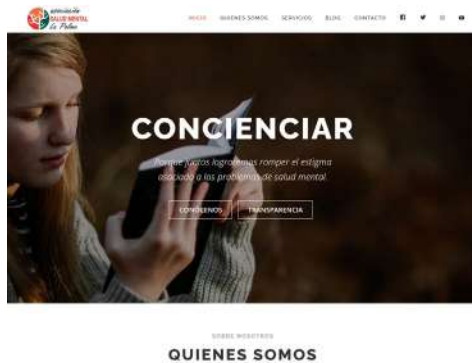 asociación
SALUD MENTAL
La Palma
INICIO QUIENES SOMOS SERVICIOS BLOG CONTACTO
CONCIENCIAR
Porque juntos lograremos romper el estigma
asociado a los problemas de salud mental.
CONÓCENOS TRANSPARENCIA
SOBRE NOSOTROS
QUIENES SOMOS